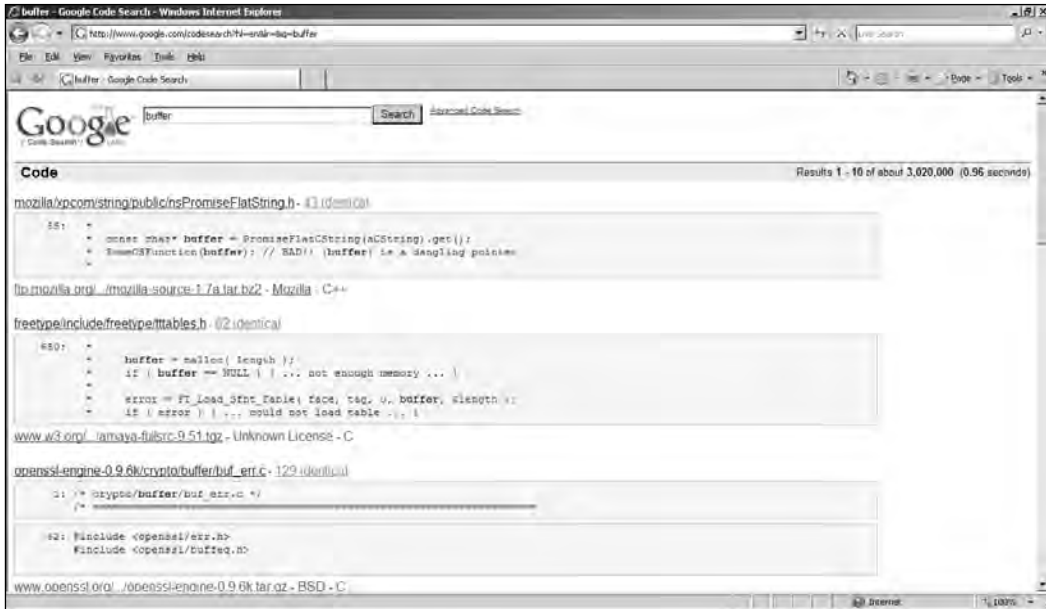 buffer - Google Code Search - Windows Internet Explorer
http://www.google.com/codesearch?hl=en&lr=&q=buffer
Live Search
File Edit View Favorites Tools Help
buffer - Google Code Search
Page Tools
Google
Code Search
buffer
Search
Advanced Code Search
Code
Results 1 - 10 of about 3,020,000 (0.96 seconds)
mozilla/xpcom/string/public/nsPromiseFlatString.h - 43 identical
55: *
* const char* buffer = PromiseFlatCString(aCString).get();
* SomeOSFunction(buffer); // BAD!! |buffer| is a dangling pointer
*
ftp.mozilla.org/.../mozilla-source-1.7a.tar.bz2 - Mozilla - C++
freetype/include/freetype/tttables.h - 62 identical
650: *
* buffer = malloc( length );
* if ( buffer == NULL ) { ... not enough memory ... }
*
* error = FT_Load_Sfnt_Table( face, tag, 0, buffer, &length );
* if ( error ) { ... could not load table ... }
www.w3.org/.../amaya-fullsrc-9.51.tgz - Unknown License - C
openssl-engine-0.9.6k/crypto/buffer/buf_err.c - 129 identical
1: /* crypto/buffer/buf_err.c */
62: #include <openssl/err.h>
#include <openssl/buffer.h>
www.openssl.org/.../openssl-engine-0.9.6k.tar.gz - BSD - C
Internet
100%